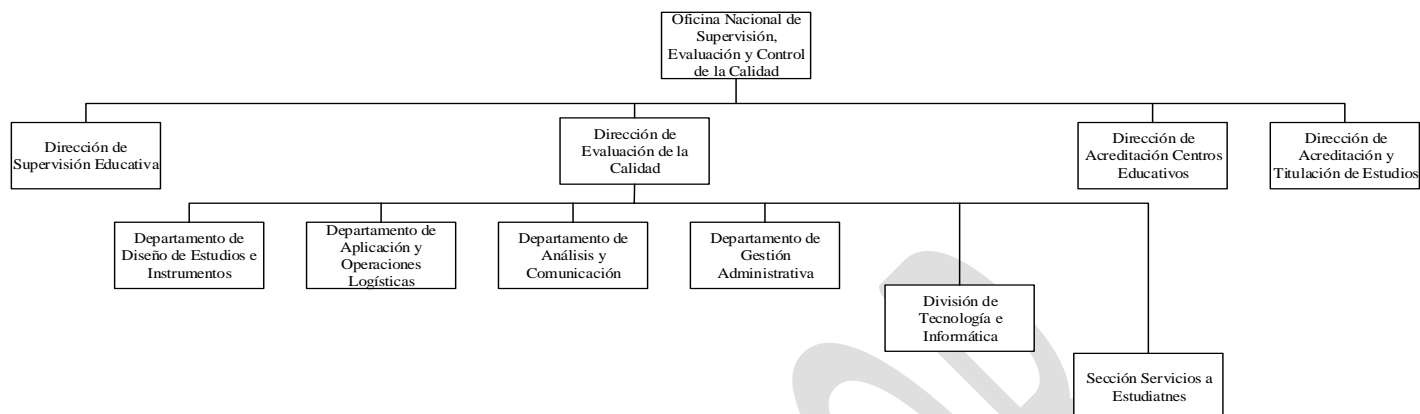 Oficina Nacional de
Supervisión,
Evaluación y Control
de la Calidad
Dirección de
Supervisión Educativa
Dirección de
Evaluación de la
Calidad
Dirección de
Acreditación Centros
Educativos
Dirección de
Acreditación y
Titulación de Estudios
Departamento de
Diseño de Estudios e
Instrumentos
Departamento de
Aplicación y
Operaciones
Logísticas
Departamento de
Análisis y
Comunicación
Departamento de
Gestión
Administrativa
División de
Tecnología e
Informática
Sección Servicios a
Estudiatnes